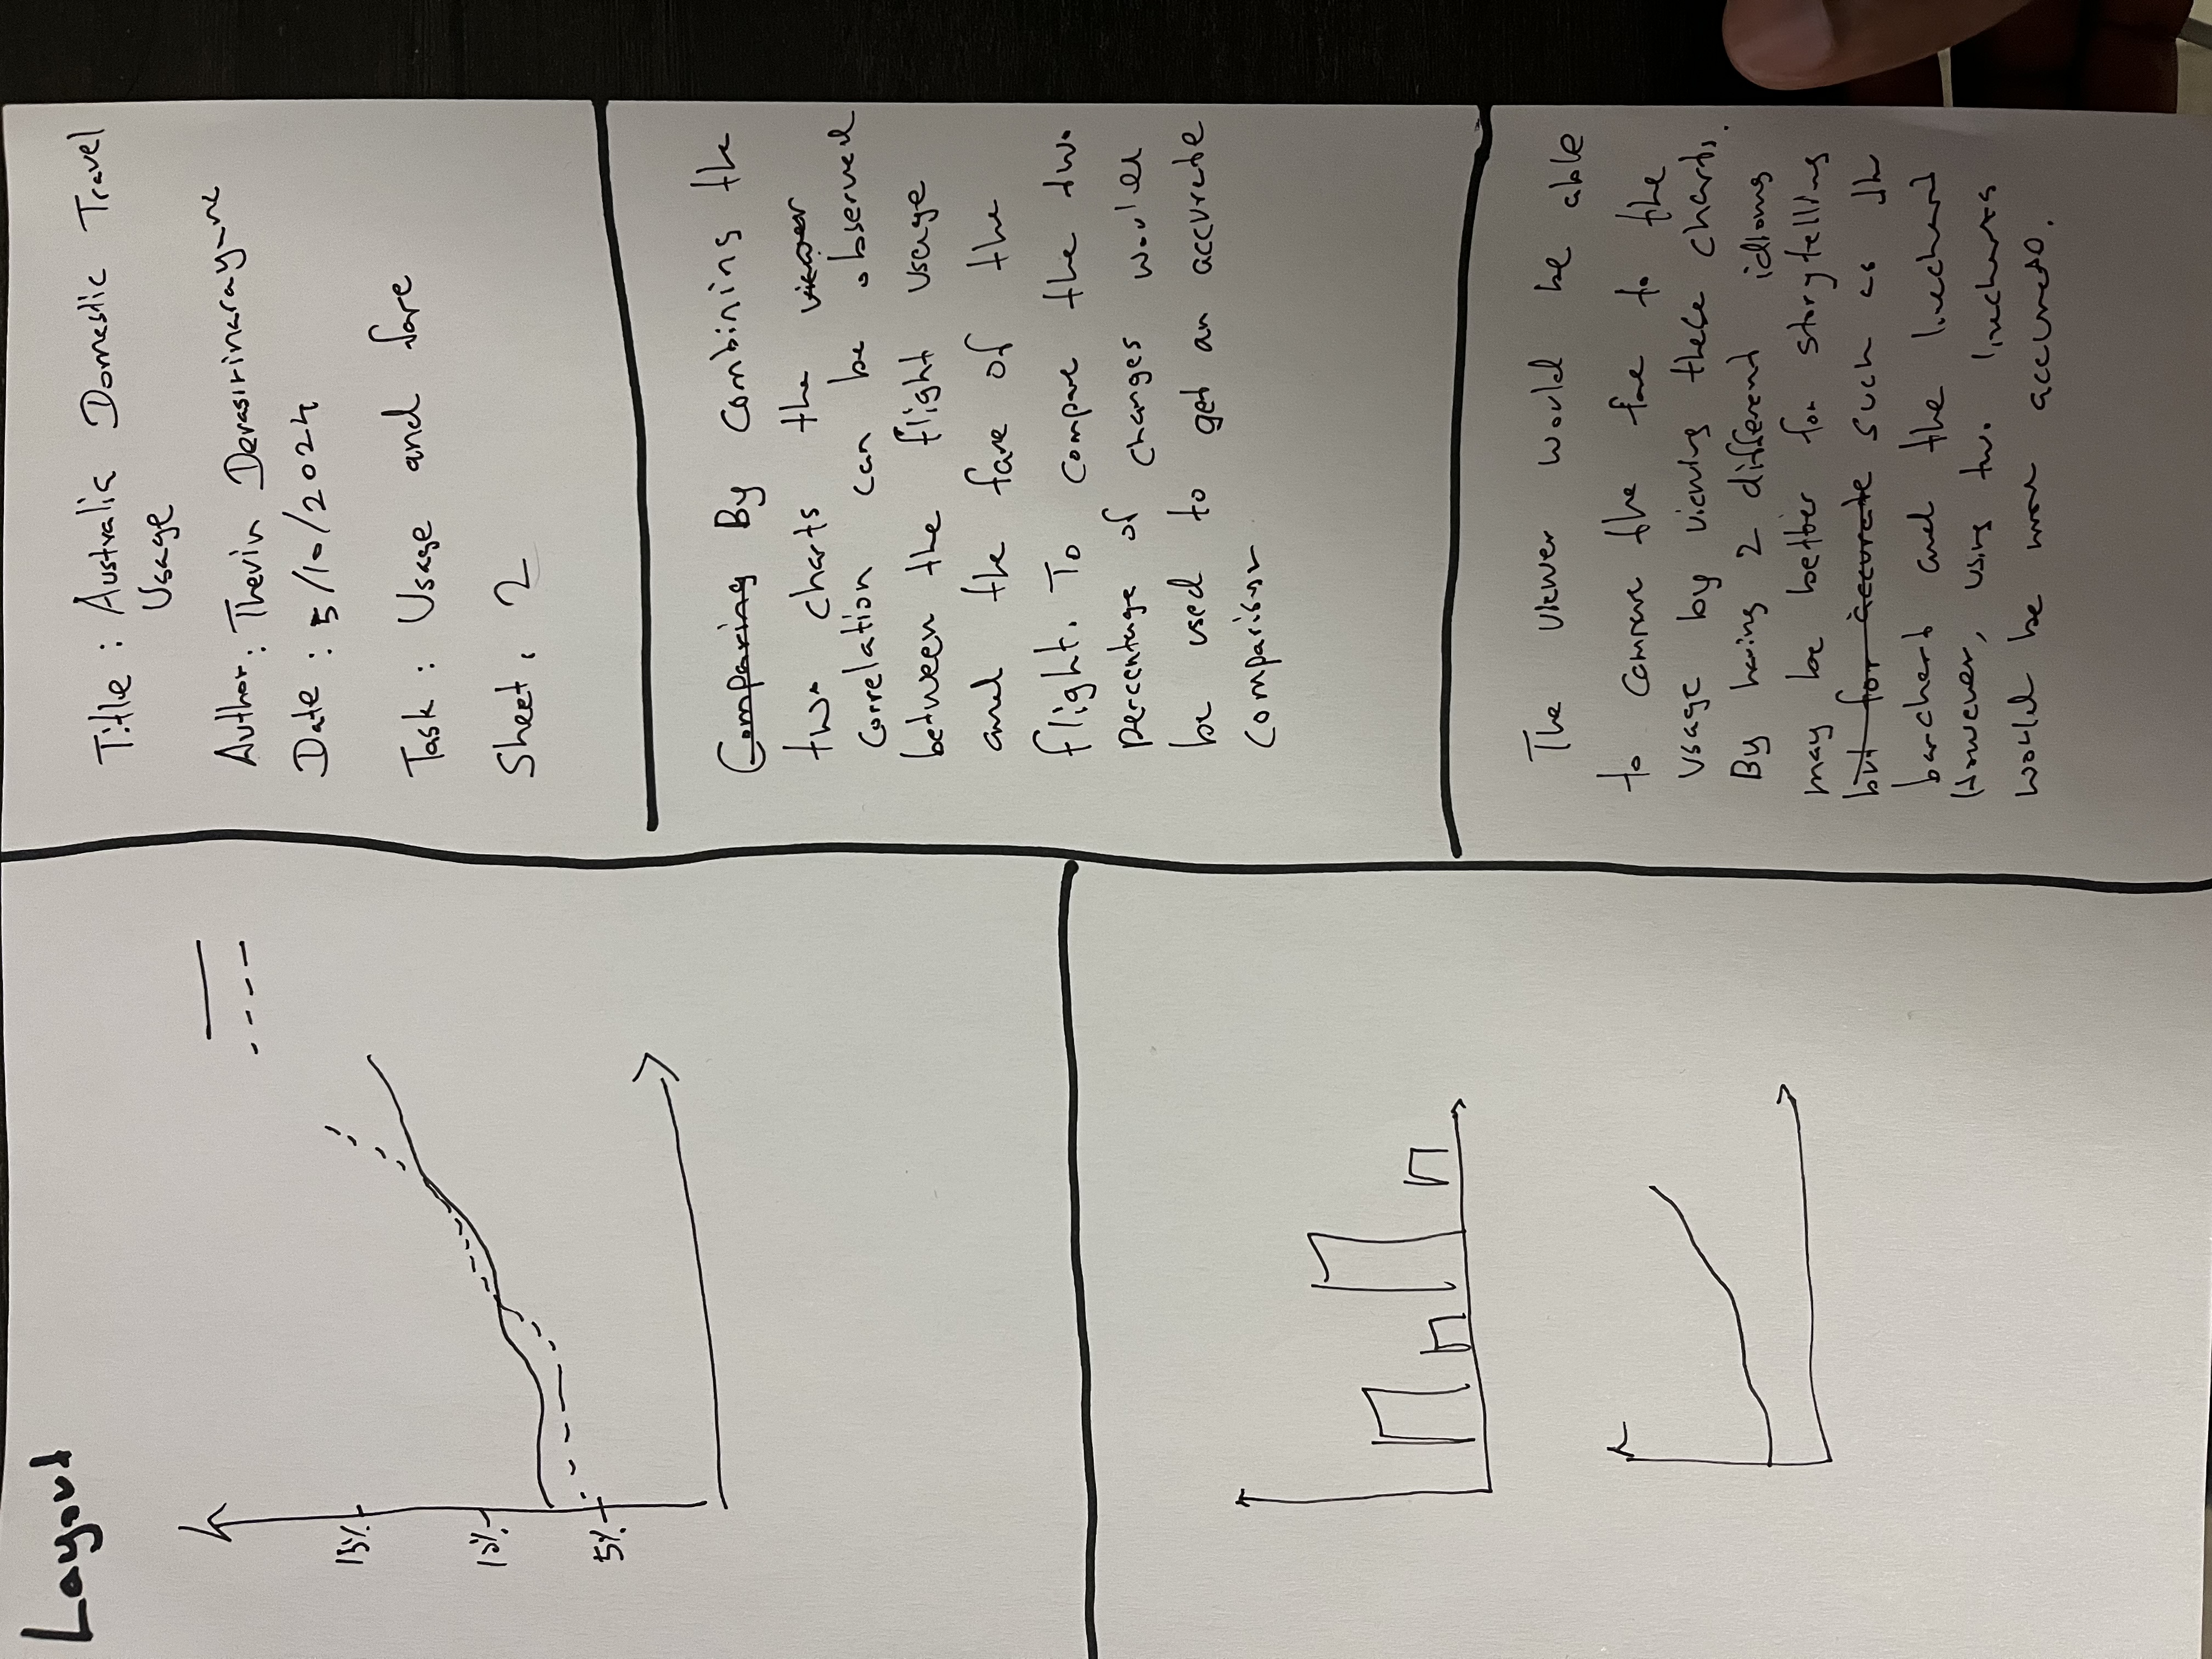 Layout
15%
10%
5%
Title : Australia Domestic Travel
Usage
Author : Thevin
Date : 5/10/2024
Task : Usage and fare
Sheet : 2
Comparing By combining the
two charts the viewer
correlation can be observed
between the flight usage
and the fare of the
flight. To compare the two
percentage of changes would
be used to get an accurate
comparison
The viewer would be able
to compare the fare to the
usage by viewing these charts.
By having 2 different idioms
may be better for storytelling
but for accurate such as the
barchart and the linechart
However, using two linecharts
would be more accurate.